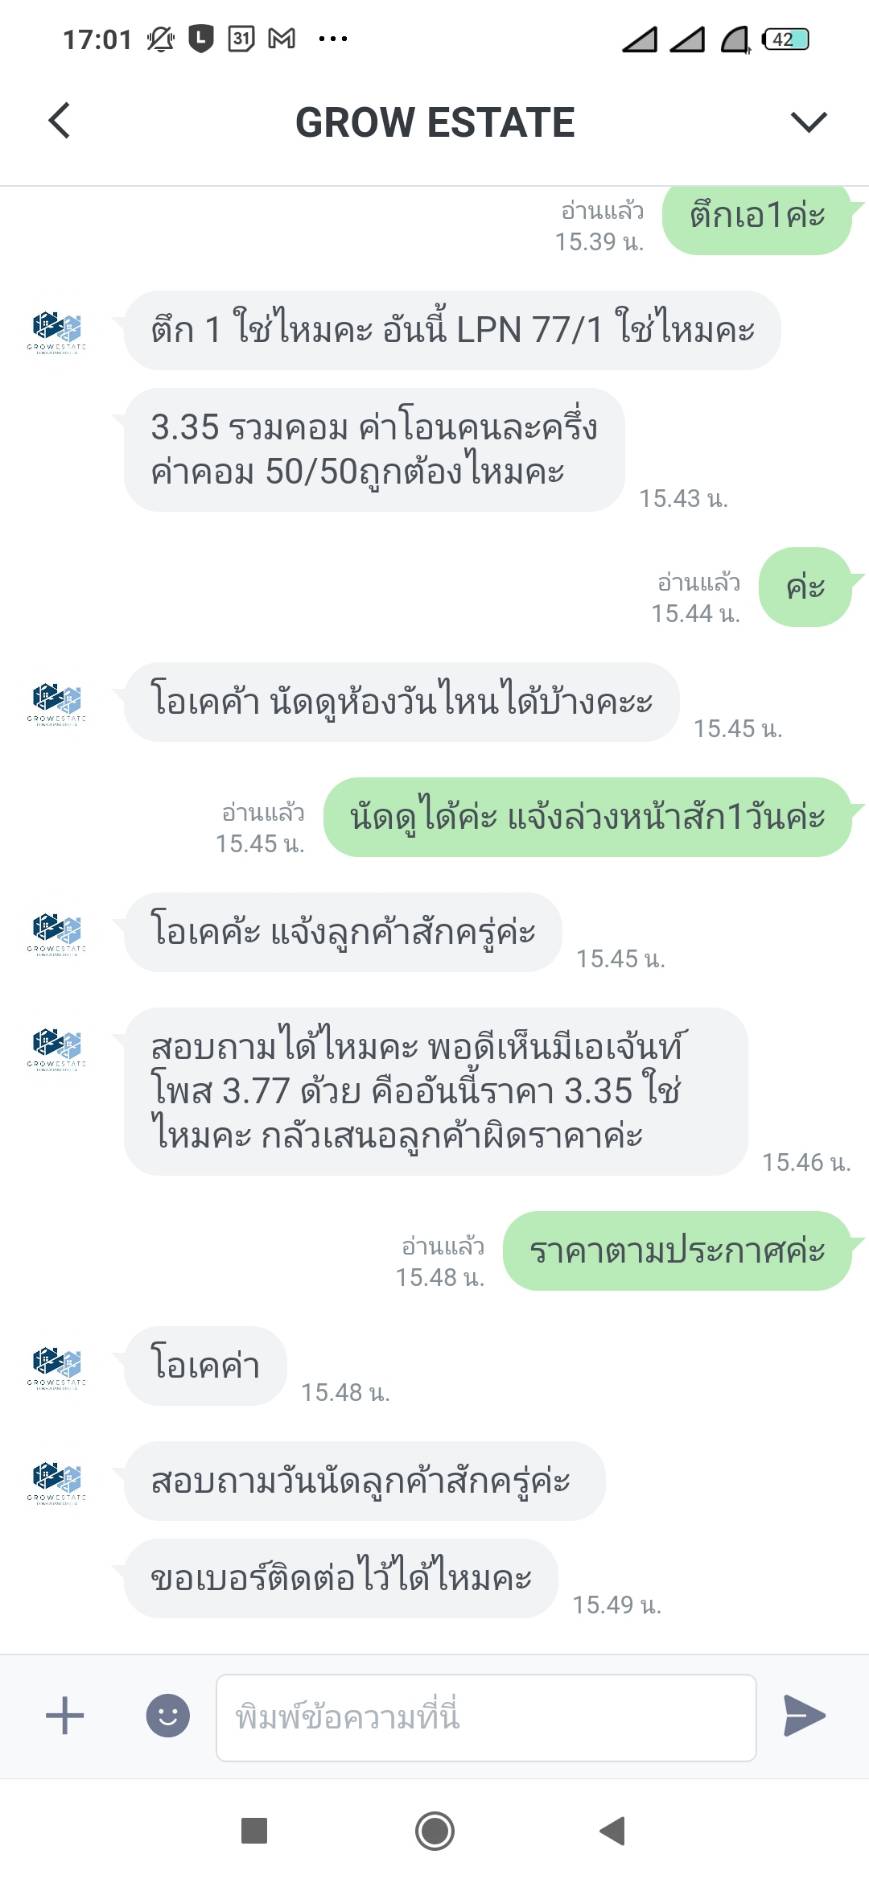 17:01
L
31
42
GROW ESTATE
อ่านแล้ว
15.39 น.
ตึกเอ1ค่ะ
GROWESTATE
ตึก 1 ใช่ไหมคะ อันนี้ LPN 77/1 ใช่ไหมคะ
3.35 รวมคอม ค่าโอนคนละครึ่ง
ค่าคอม 50/50ถูกต้องไหมคะ
15.43 น.
อ่านแล้ว
15.44 น.
ค่ะ
GROWESTATE
โอเคค้า นัดดูห้องวันไหนได้บ้างคะะ
15.45 น.
อ่านแล้ว
15.45 น.
นัดดูได้ค่ะ แจ้งล่วงหน้าสัก1วันค่ะ
GROWESTATE
โอเคค้ะ แจ้งลูกค้าสักครู่ค่ะ
15.45 น.
GROWESTATE
สอบถามได้ไหมคะ พอดีเห็นมีเอเจ้นท์
โพส 3.77 ด้วย คืออันนี้ราคา 3.35 ใช่
ไหมคะ กลัวเสนอลูกค้าผิดราคาค่ะ
15.46 น.
อ่านแล้ว
15.48 น.
ราคาตามประกาศค่ะ
GROWESTATE
โอเคค่า
15.48 น.
GROWESTATE
สอบถามวันนัดลูกค้าสักครู่ค่ะ
ขอเบอร์ติดต่อไว้ได้ไหมคะ
15.49 น.
พิมพ์ข้อความที่นี่